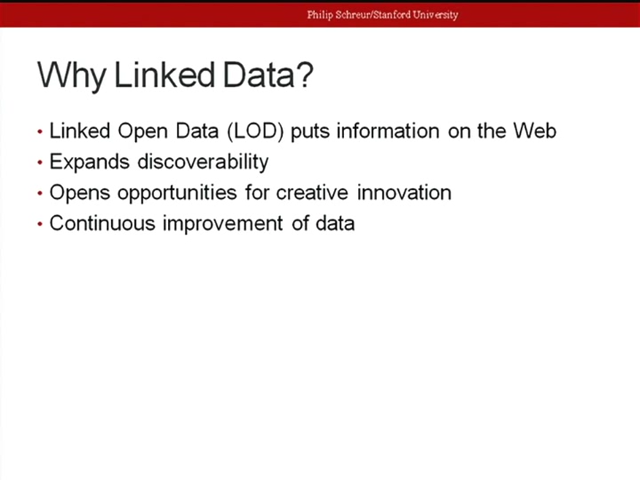 Philip Schreur/Stanford University
Why Linked Data?
• Linked Open Data (LOD) puts information on the Web
• Expands discoverability
• Opens opportunities for creative innovation
• Continuous improvement of data